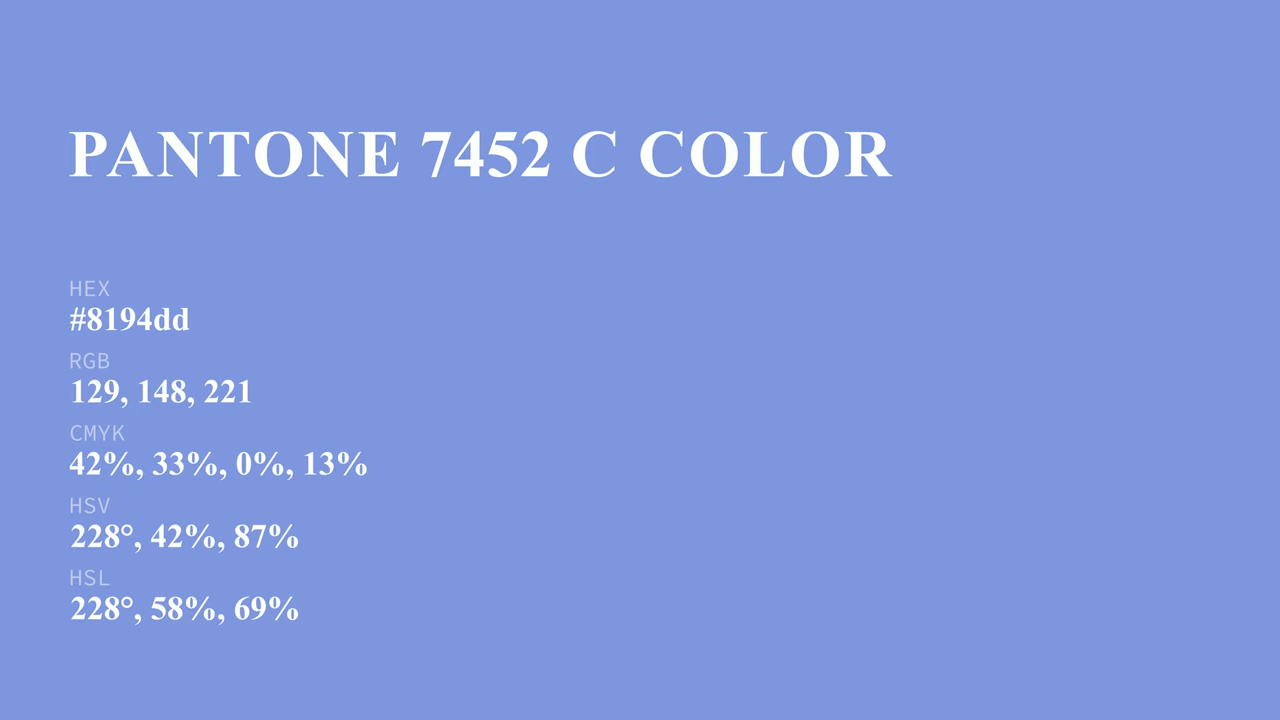 PANTONE 7452 C COLOR
HEX
#8194dd
RGB
129, 148, 221
CMYK
42%, 33%, 0%, 13%
HSV
228°, 42%, 87%
HSL
228°, 58%, 69%